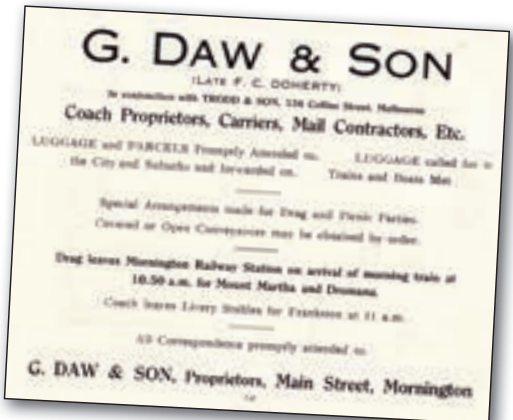 G. DAW & SON
(LATE F. C. DOHERTY)
In conjunction with TRODD & SON, Collins Street, Melbourne
Coach Proprietors, Carriers, Mail Contractors, Etc.
LUGGAGE and PARCELS Promptly Attended to. LUGGAGE called for in
the City and Suburbs and forwarded on. Trains and Boats Met.
Special Arrangements made for Drag and Picnic Parties.
Covered or Open Conveyances may be obtained by order.
Drag leaves Mornington Railway Station on arrival of morning train at
10.50 a.m. for Mount Martha and Dromana.
Coach leaves Livery Stables for Frankston at 11 a.m.
All Correspondence promptly attended to.
G. DAW & SON, Proprietors, Main Street, Mornington